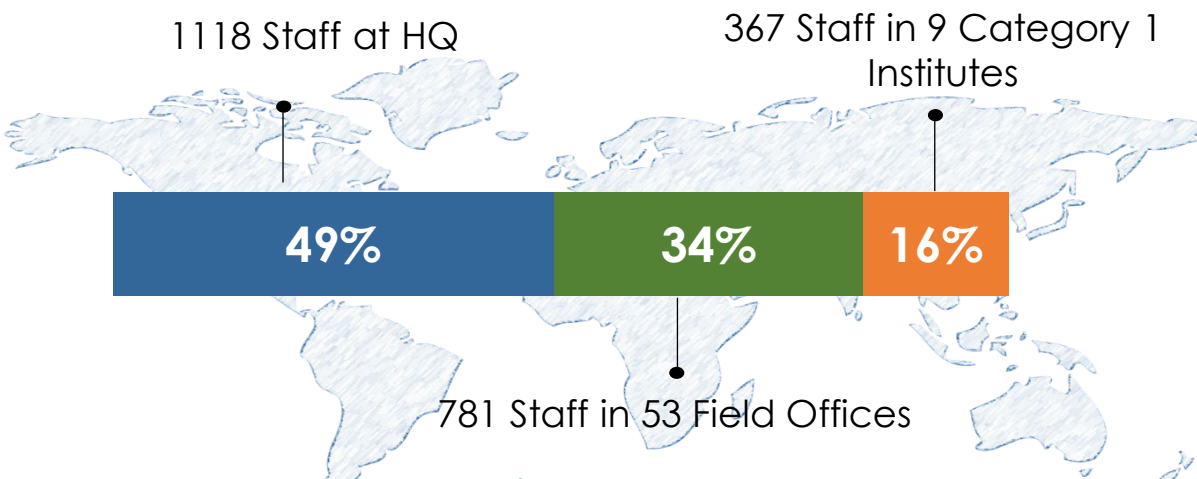 1118 Staff at HQ
367 Staff in 9 Category 1
Institutes
49%
34%
16%
781 Staff in 53 Field Offices